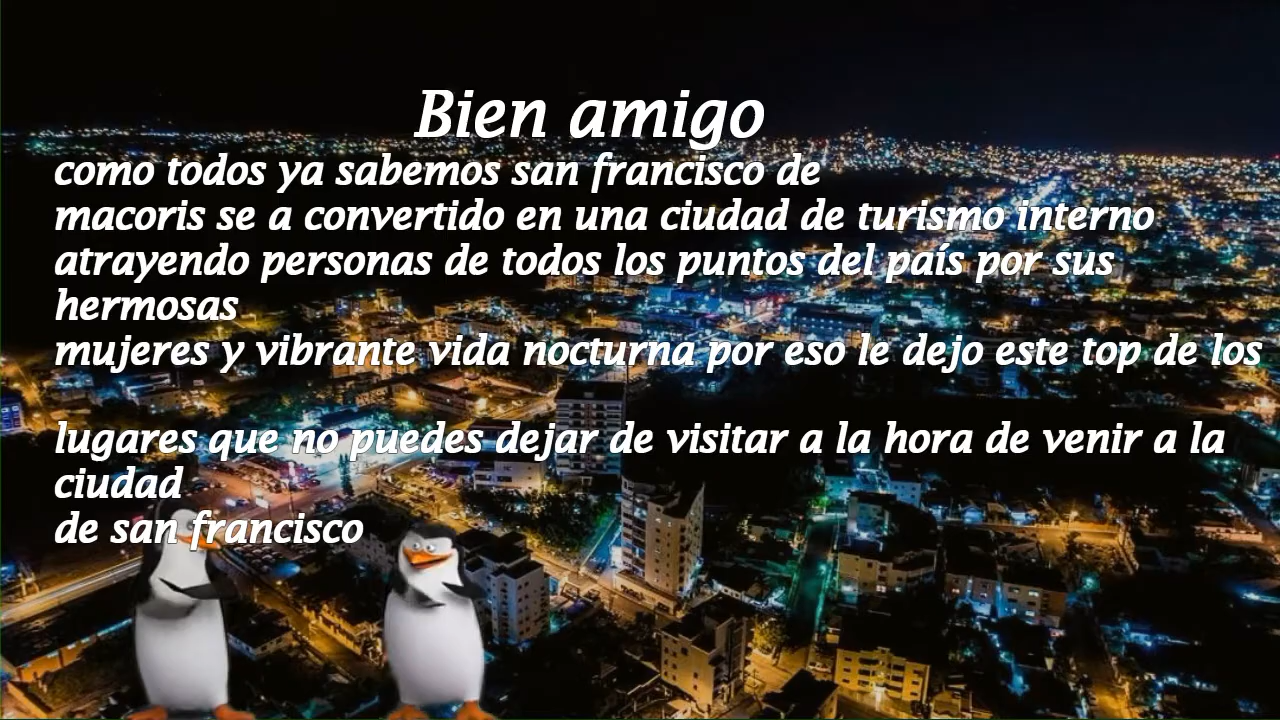 Bien amigo
como todos ya sabemos san francisco de
macoris se a convertido en una ciudad de turismo interno
atrayendo personas de todos los puntos del país por sus
hermosas
mujeres y vibrante vida nocturna por eso le dejo este top de los
lugares que no puedes dejar de visitar a la hora de venir a la
ciudad
de san francisco